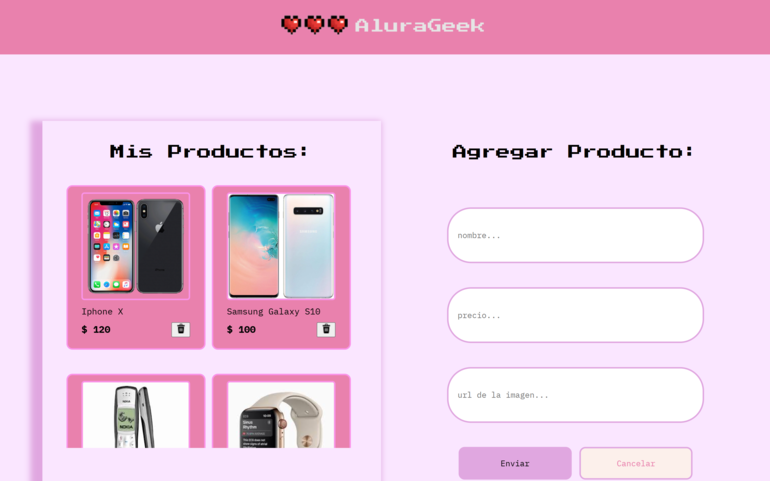 AluraGeek
Mis Productos:
Iphone X
$ 120
Samsung Galaxy S10
$ 100
NOKIA
Agregar Producto:
nombre...
precio...
url de la imagen...
Enviar
Cancelar